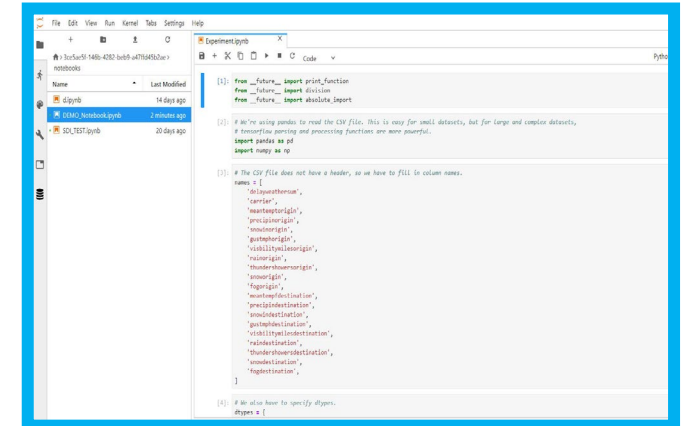 File Edit View Run Kernel Tabs Settings Help
Experiment.ipynb X
Code
notebooks
Name Last Modified
d.ipynb 14 days ago
DEMO_Notebook.ipynb 2 minutes ago
SDI_TEST.ipynb 20 days ago
[1]: from __future__ import print_function
from __future__ import division
from __future__ import absolute_import
[2]: # We're using pandas to read the CSV file. This is easy for small datasets, but for large and complex datasets,
# tensorflow parsing and processing functions are more powerful.
import pandas as pd
import numpy as np
[3]: # The CSV file does not have a header, so we have to fill in column names.
names = [
'delayweathersum',
'carrier',
'meantemptorigin',
'precipinorigin',
'snowinorigin',
'gustmphorigin',
'visbilitymilesorigin',
'rainorigin',
'thundershowersorigin',
'snoworigin',
'fogorigin',
'meantempfdestination',
'precipindestination',
'snowindestination',
'gustmphdestination',
'visbilitymilesdestination',
'raindestination',
'thundershowersdestination',
'snowdestination',
'fogdestination',
]
[4]: # We also have to specify dtypes.
dtypes = [